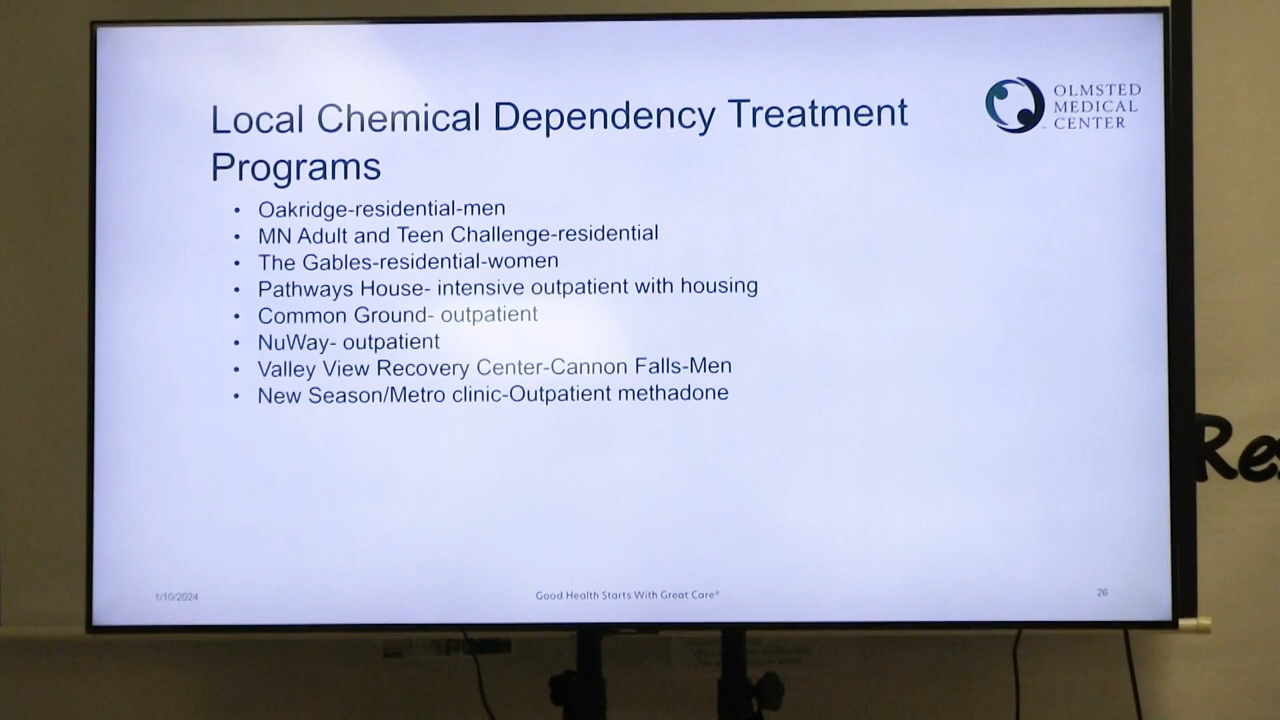 Local Chemical Dependency Treatment
Programs
OLMSTED
MEDICAL
CENTER
• Oakridge-residential-men
• MN Adult and Teen Challenge-residential
• The Gables-residential-women
• Pathways House- intensive outpatient with housing
• Common Ground- outpatient
• NuWay- outpatient
• Valley View Recovery Center-Cannon Falls-Men
• New Season/Metro clinic-Outpatient methadone
1/10/2024
Good Health Starts With Great Care®
26